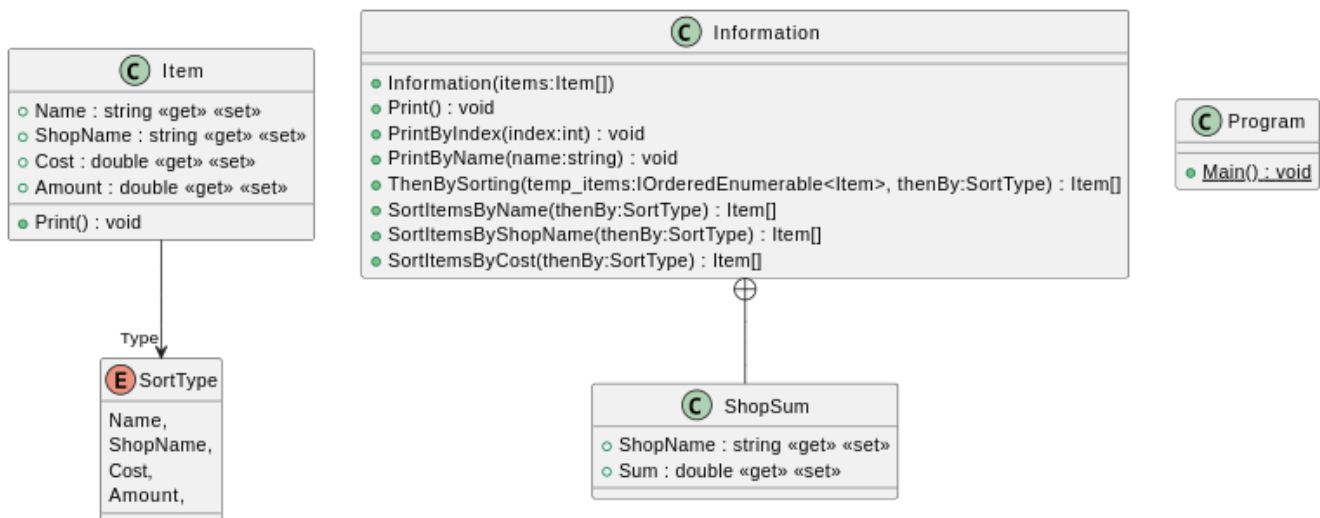 C Item
Name : string «get» «set»
ShopName : string «get» «set»
Cost : double «get» «set»
Amount : double «get» «set»
Print() : void
Type
E SortType
Name,
ShopName,
Cost,
Amount,
C Information
Information(items:Item[])
Print() : void
PrintByIndex(index:int) : void
PrintByName(name:string) : void
ThenBySorting(temp_items:IOrderedEnumerable<Item>, thenBy:SortType) : Item[]
SortItemsByName(thenBy:SortType) : Item[]
SortItemsByShopName(thenBy:SortType) : Item[]
SortItemsByCost(thenBy:SortType) : Item[]
C ShopSum
ShopName : string «get» «set»
Sum : double «get» «set»
C Program
Main() : void